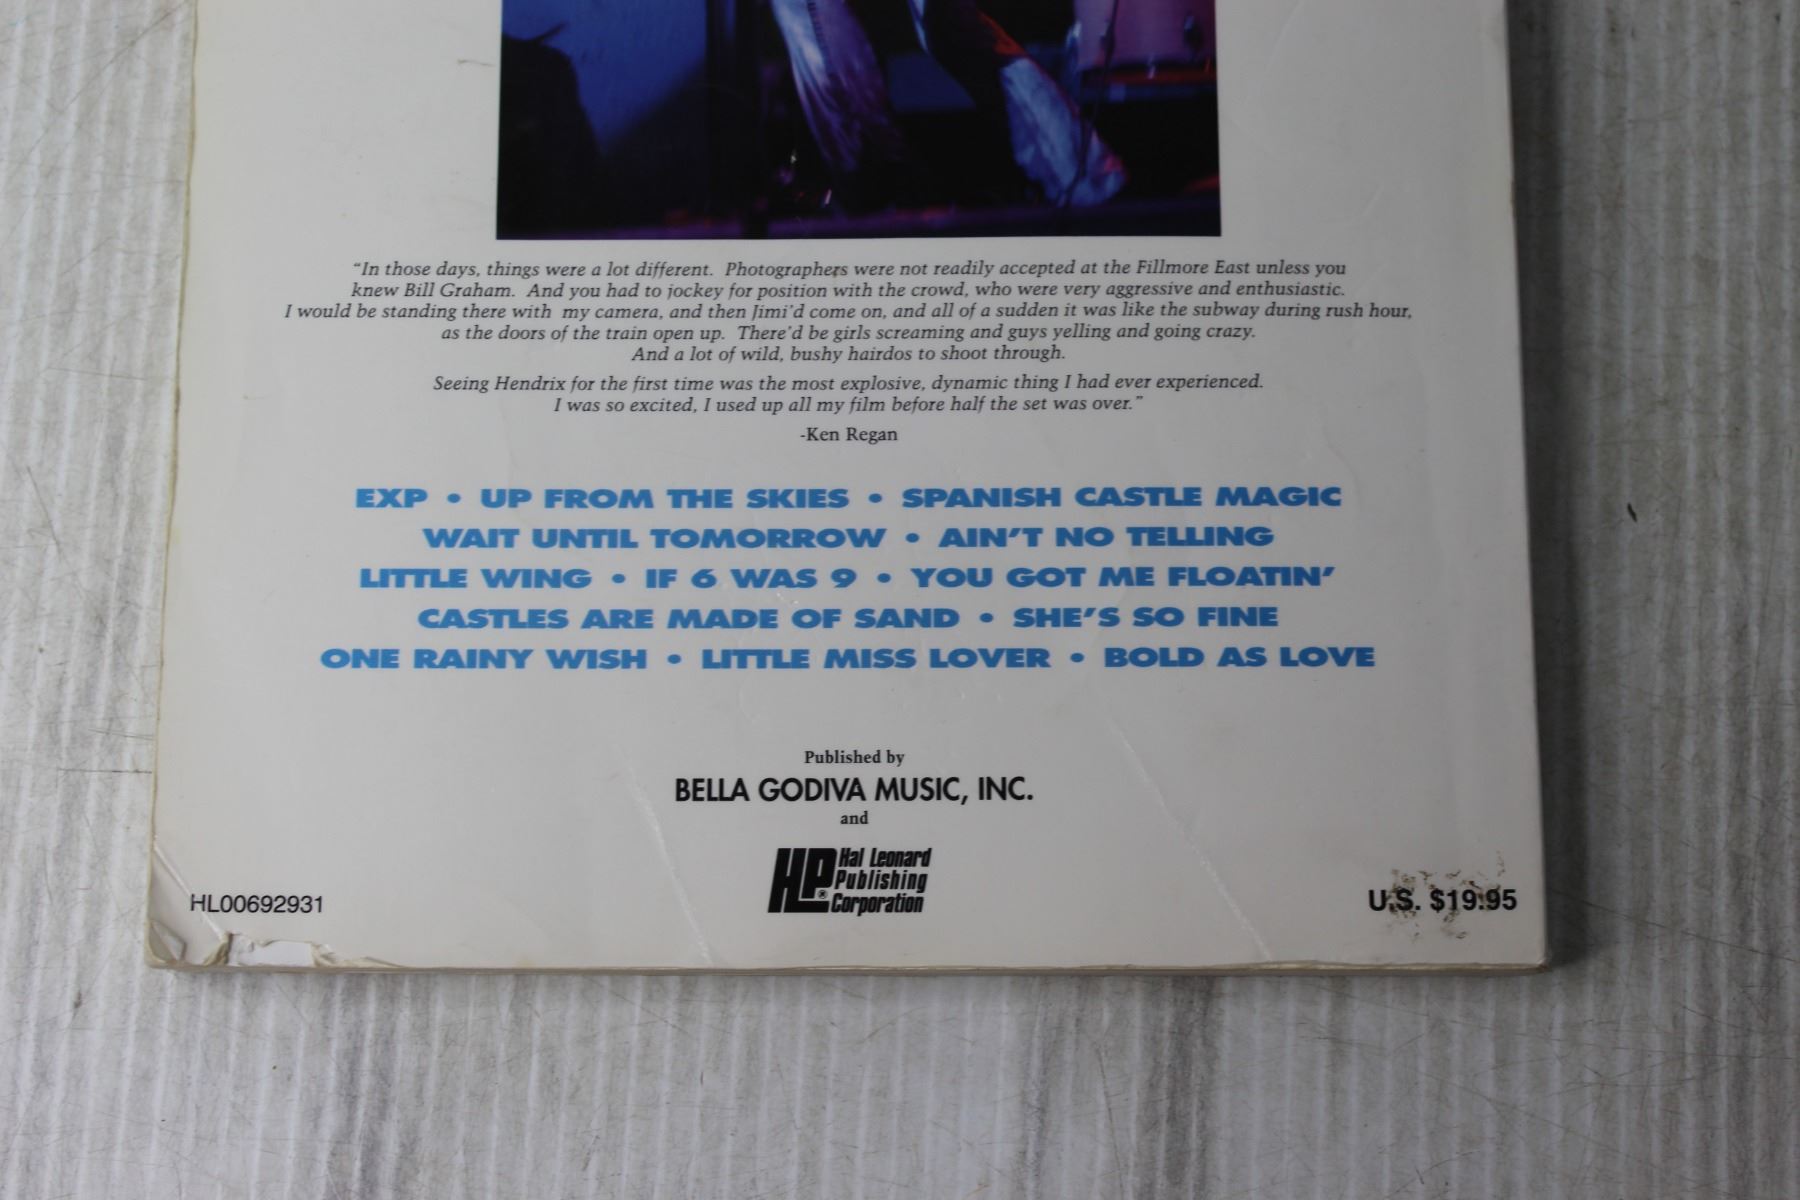 "In those days, things were a lot different. Photographers were not readily accepted at the Fillmore East unless you
knew Bill Graham. And you had to jockey for position with the crowd, who were very aggressive and enthusiastic.
I would be standing there with my camera, and then Jimi'd come on, and all of a sudden it was like the subway during rush hour,
as the doors of the train open up. There'd be girls screaming and guys yelling and going crazy.
And a lot of wild, bushy hairdos to shoot through.
Seeing Hendrix for the first time was the most explosive, dynamic thing I had ever experienced.
I was so excited, I used up all my film before half the set was over."
-Ken Regan
EXP • UP FROM THE SKIES • SPANISH CASTLE MAGIC
WAIT UNTIL TOMORROW • AIN'T NO TELLING
LITTLE WING • IF 6 WAS 9 • YOU GOT ME FLOATIN'
CASTLES ARE MADE OF SAND • SHE'S SO FINE
ONE RAINY WISH • LITTLE MISS LOVER • BOLD AS LOVE
Published by
BELLA GODIVA MUSIC, INC.
and
HP® Hal Leonard
Publishing
Corporation
HL00692931
U.S. $19.95